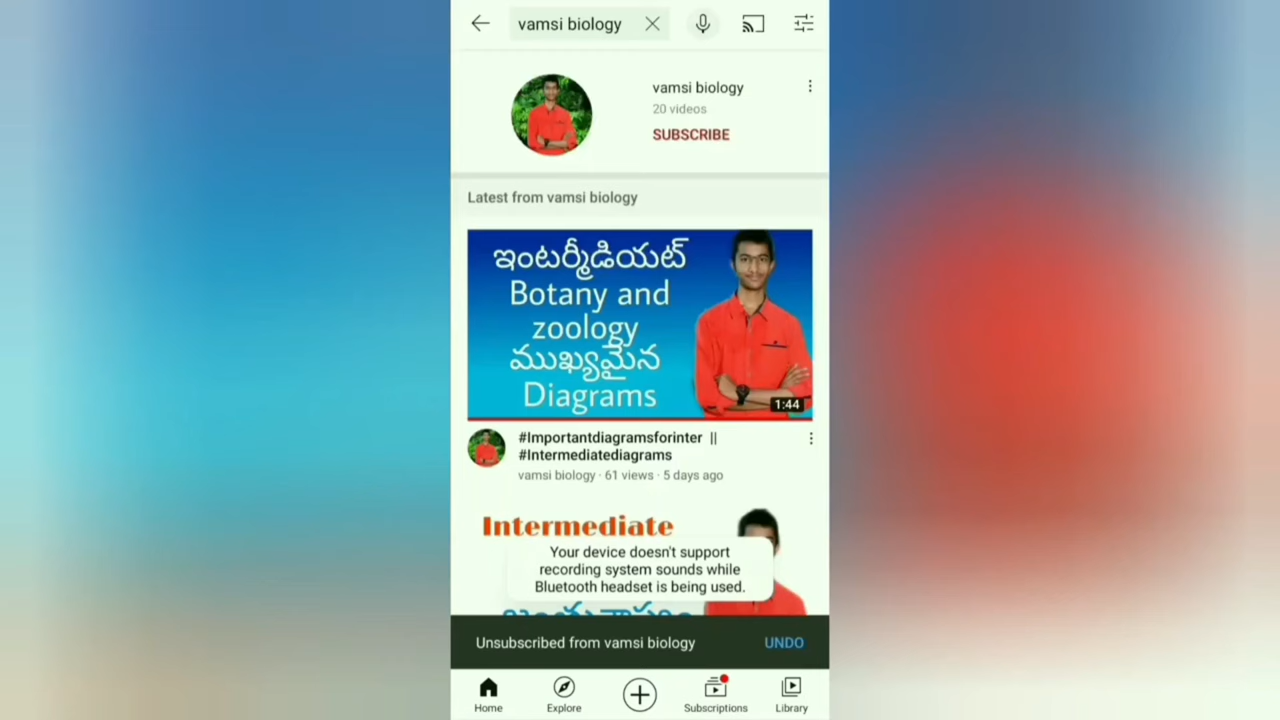 vamsi biology
vamsi biology
20 videos
SUBSCRIBE
Latest from vamsi biology
ఇంటర్మీడియట్
Botany and
zoology
ముఖ్యమైన
Diagrams
1:44
#Importantdiagramsforinter ||
#Intermediatediagrams
vamsi biology · 61 views · 5 days ago
Intermediate
Your device doesn't support
recording system sounds while
Bluetooth headset is being used.
Unsubscribed from vamsi biology UNDO
Home Explore Subscriptions Library